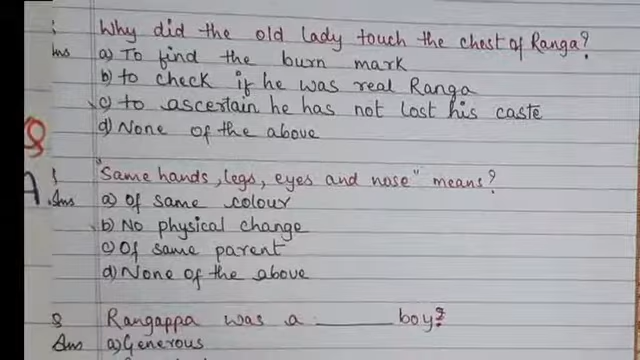 : Why did the old lady touch the chest of Ranga?
Ans a) To find the burn mark
b) to check if he was real Ranga
c) to ascertain he has not lost his caste
d) None of the above
"Same hands, legs, eyes and nose" means?
Ans a) Of same colour
b) No physical change
c) Of same parent
d) None of the above
8 Rangappa was a ______ boy?
Ans a) Generous